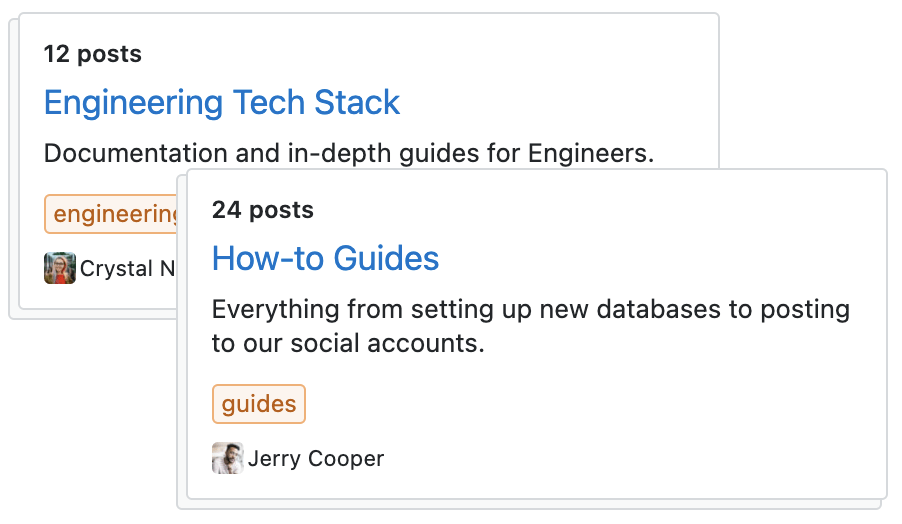 12 posts
Engineering Tech Stack
Documentation and in-depth guides for Engineers.
engineering
Crystal N
24 posts
How-to Guides
Everything from setting up new databases to posting
to our social accounts.
guides
Jerry Cooper